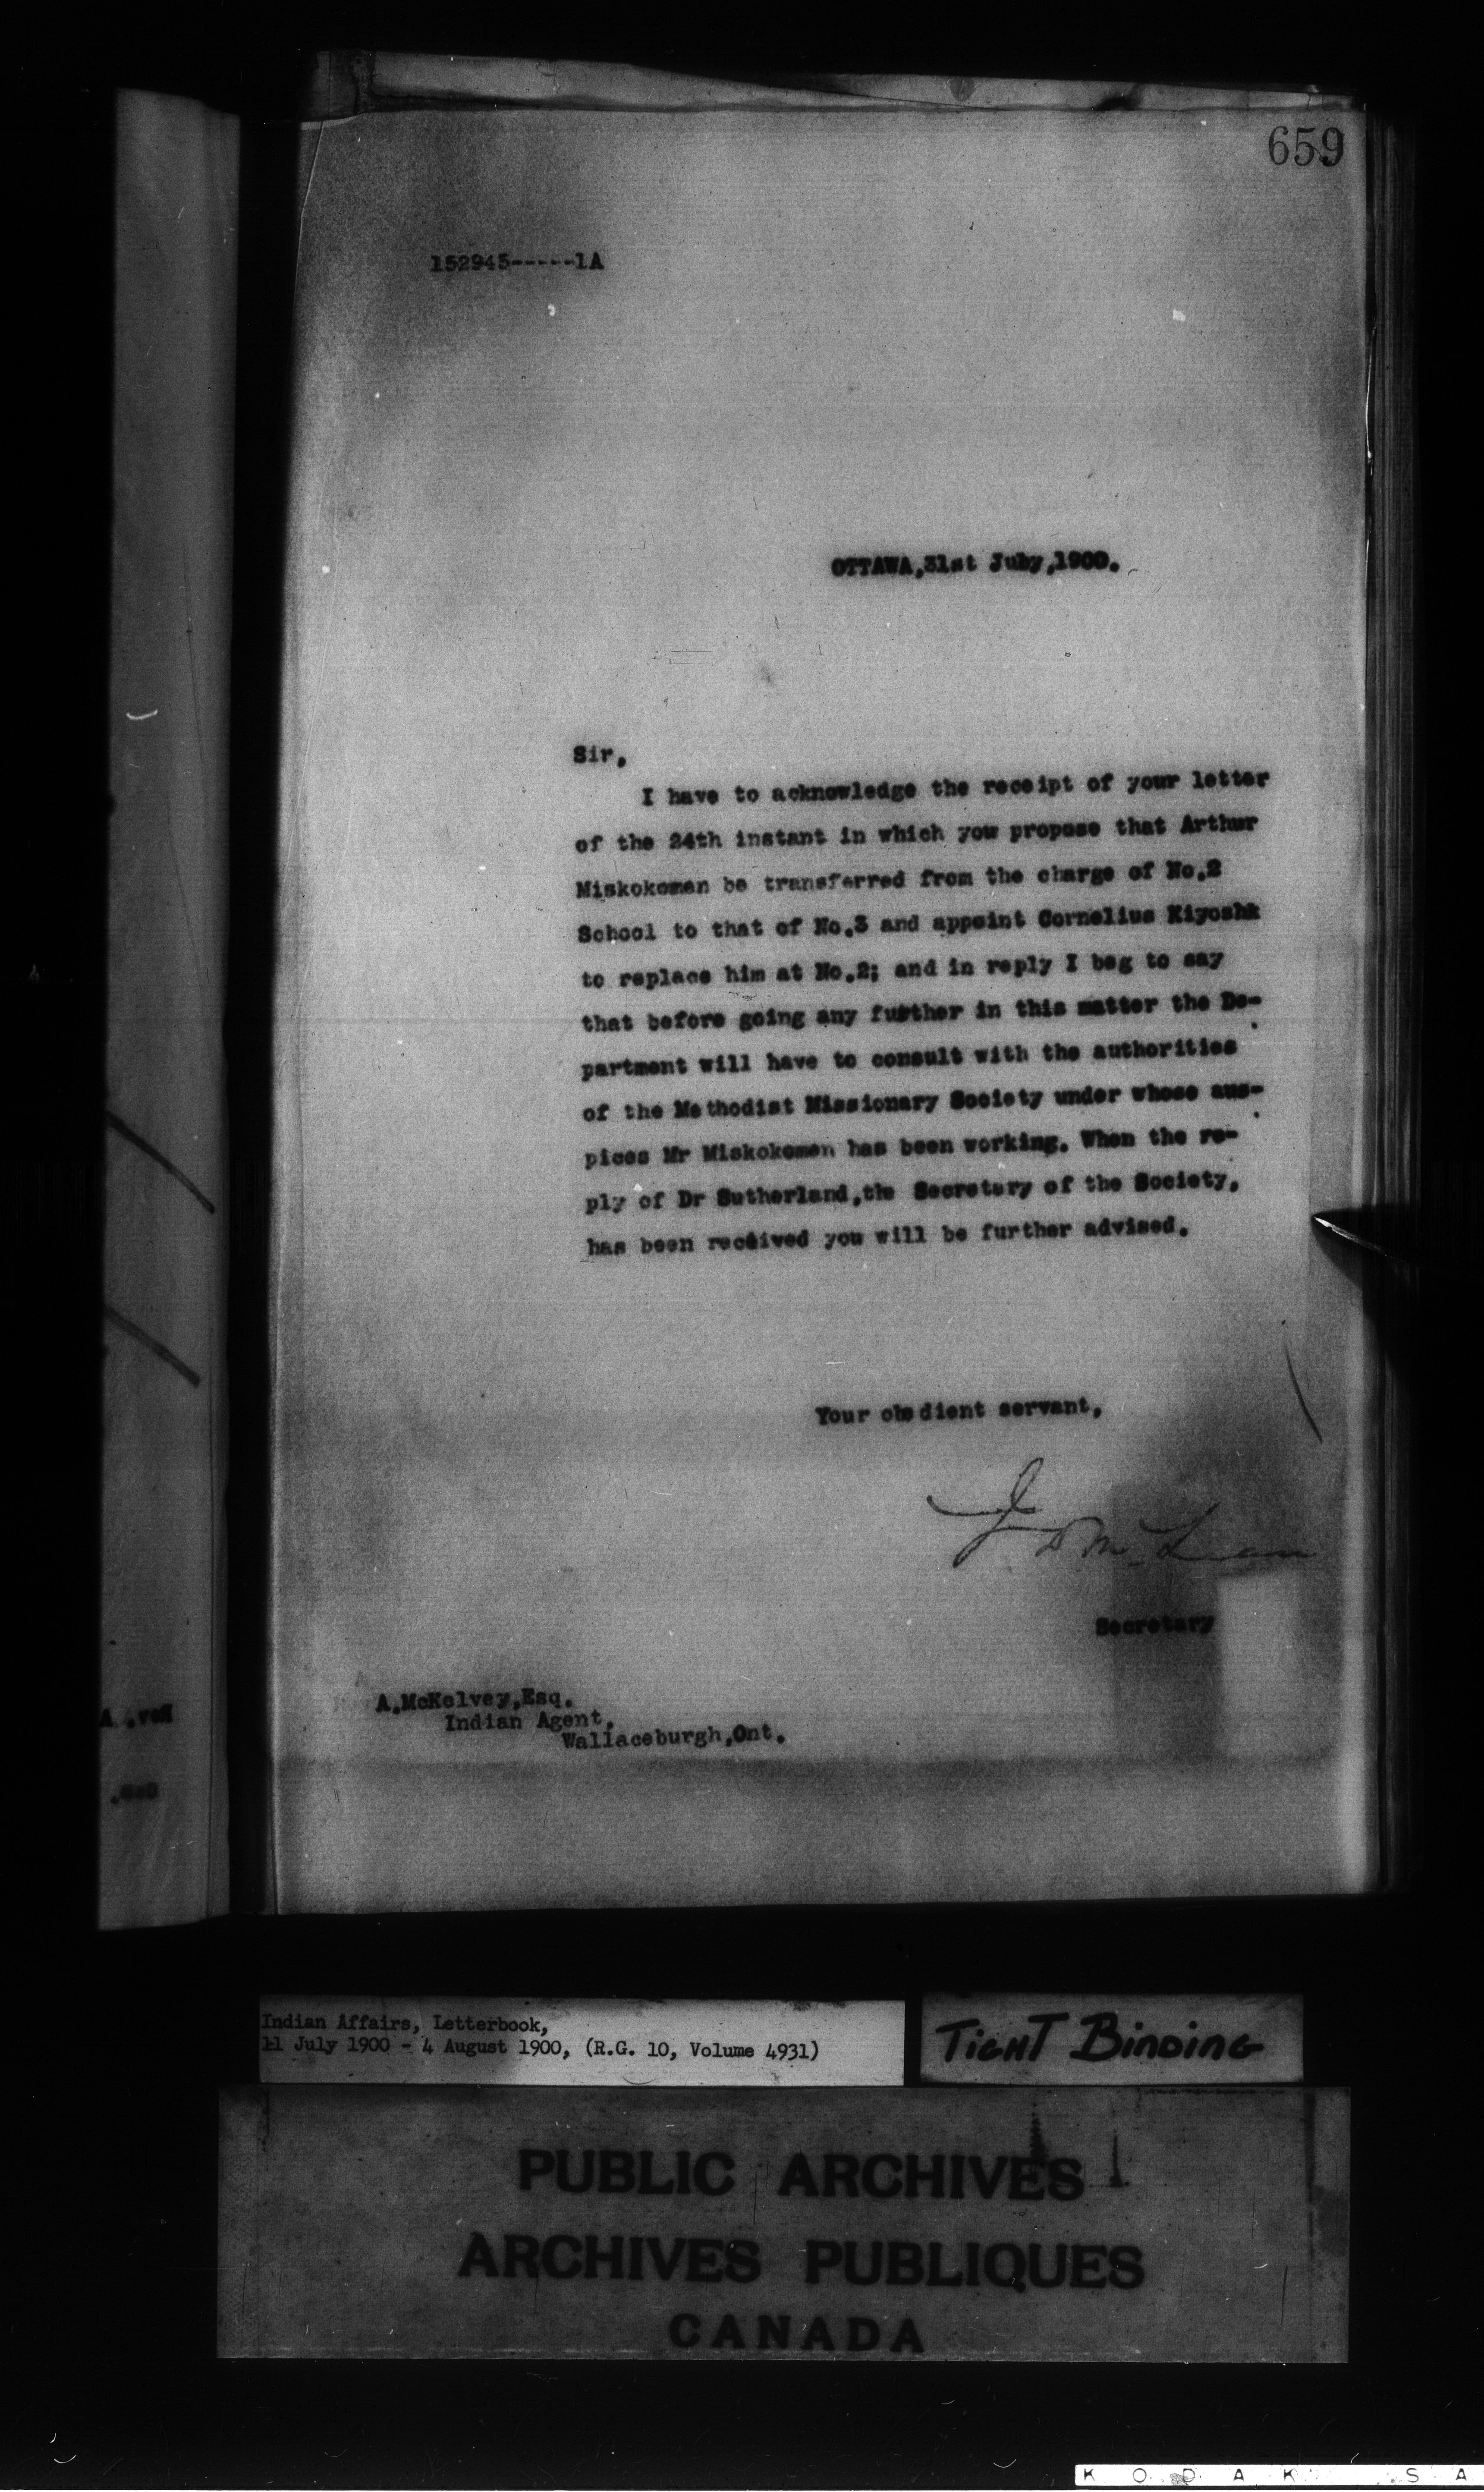 659
152945-----1A
OTTAWA,31st July,1900.
Sir,
I have to acknowledge the receipt of your letter
of the 24th instant in which you propose that Arthur
Miskokoman be transferred from the charge of No.2
School to that of No.3 and appoint Cornelius Kiyoshk
to replace him at No.2; and in reply I beg to say
that before going any further in this matter the De-
partment will have to consult with the authorities
of the Methodist Missionary Society under whose aus-
pices Mr Miskokoman has been working. When the re-
ply of Dr Sutherland,the Secretary of the Society,
has been received you will be further advised.
Your obedient servant,
J D McLean
Secretary
A.McKelvey,Esq.
Indian Agent,
Wallaceburgh,Ont.
Indian Affairs, Letterbook,
11 July 1900 - 4 August 1900, (R.G. 10, Volume 4931)
TIGHT BINDING
PUBLIC ARCHIVES
ARCHIVES PUBLIQUES
CANADA
K O D A K S A